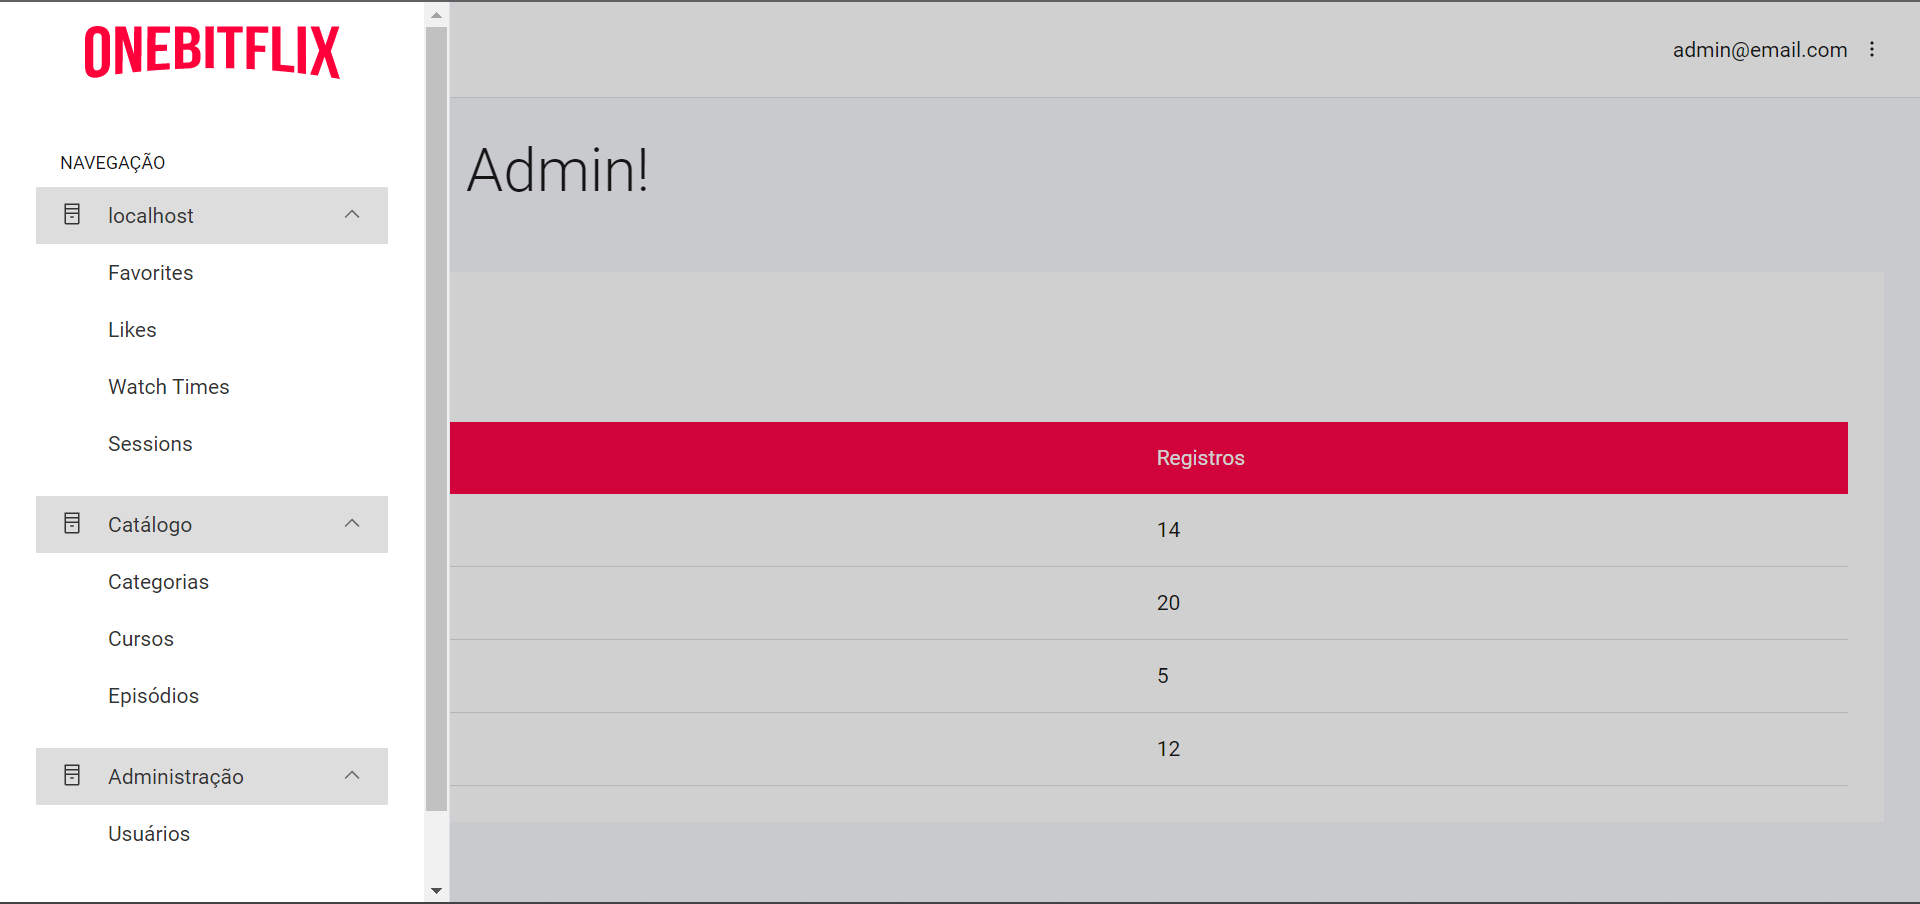 ONEBITFLIX
admin@email.com
Admin!
NAVEGAÇÃO
localhost
Favorites
Likes
Watch Times
Sessions
Catálogo
Categorias
Cursos
Episódios
Administração
Usuários
Registros
14
20
5
12